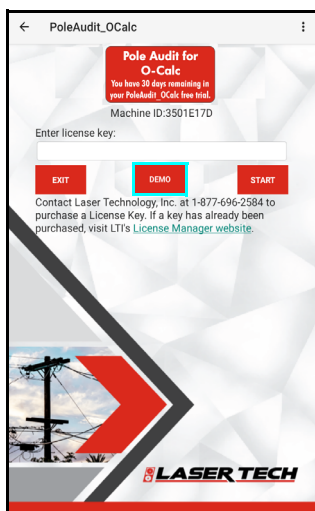 PoleAudit_OCalc
Pole Audit for
O-Calc
You have 30 days remaining in
your PoleAudit_OCalc free trial.
Machine ID:3501E17D
Enter license key:
EXIT
DEMO
START
Contact Laser Technology, Inc. at 1-877-696-2584 to
purchase a License Key. If a key has already been
purchased, visit LTI's License Manager website.
LASER TECH